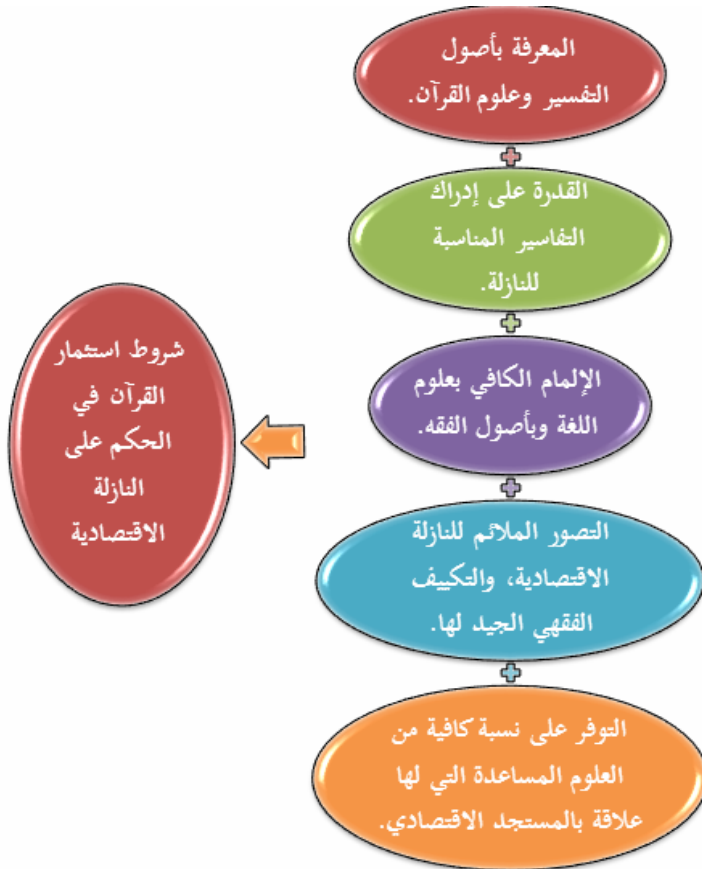 المعرفة بأصول
التفسير وعلوم القرآن.
القدرة على إدراك
التفاسير المناسبة
للنازلة.
الإلمام الكافي بعلوم
اللغة وبأصول الفقه.
التصور الملائم للنازلة
الاقتصادية، والتكييف
الفقهي الجيد لها.
التوفر على نسبة كافية من
العلوم المساعدة التي لها
علاقة بالمستجد الاقتصادي.
شروط استثمار
القرآن في
الحكم على
النازلة
الاقتصادية